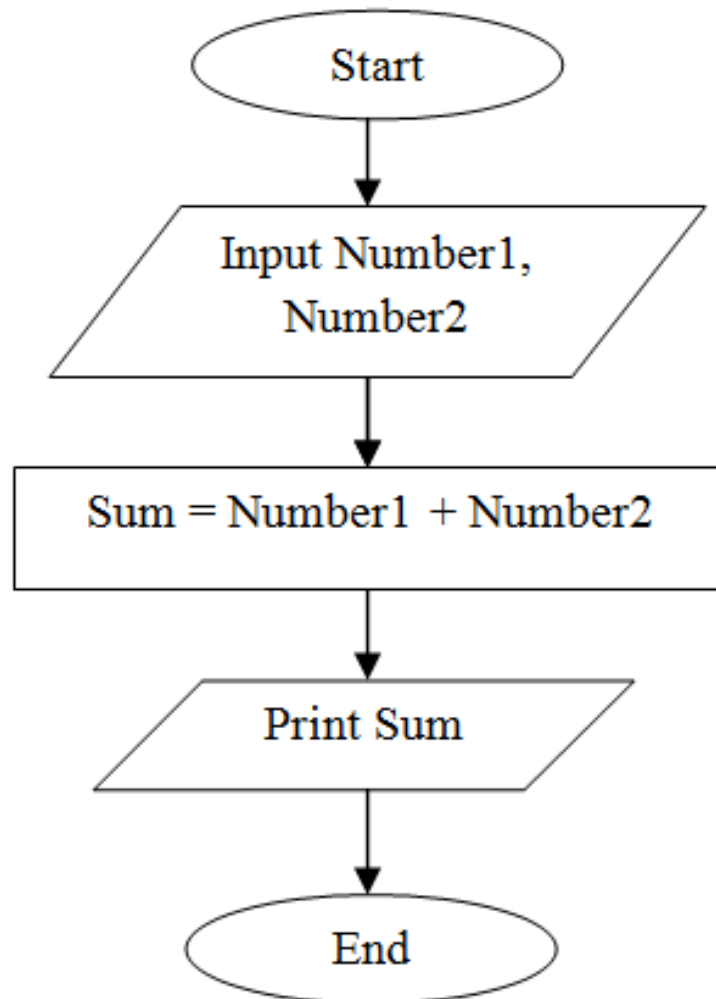 Start
Input Number1,
Number2
Sum = Number1 + Number2
Print Sum
End